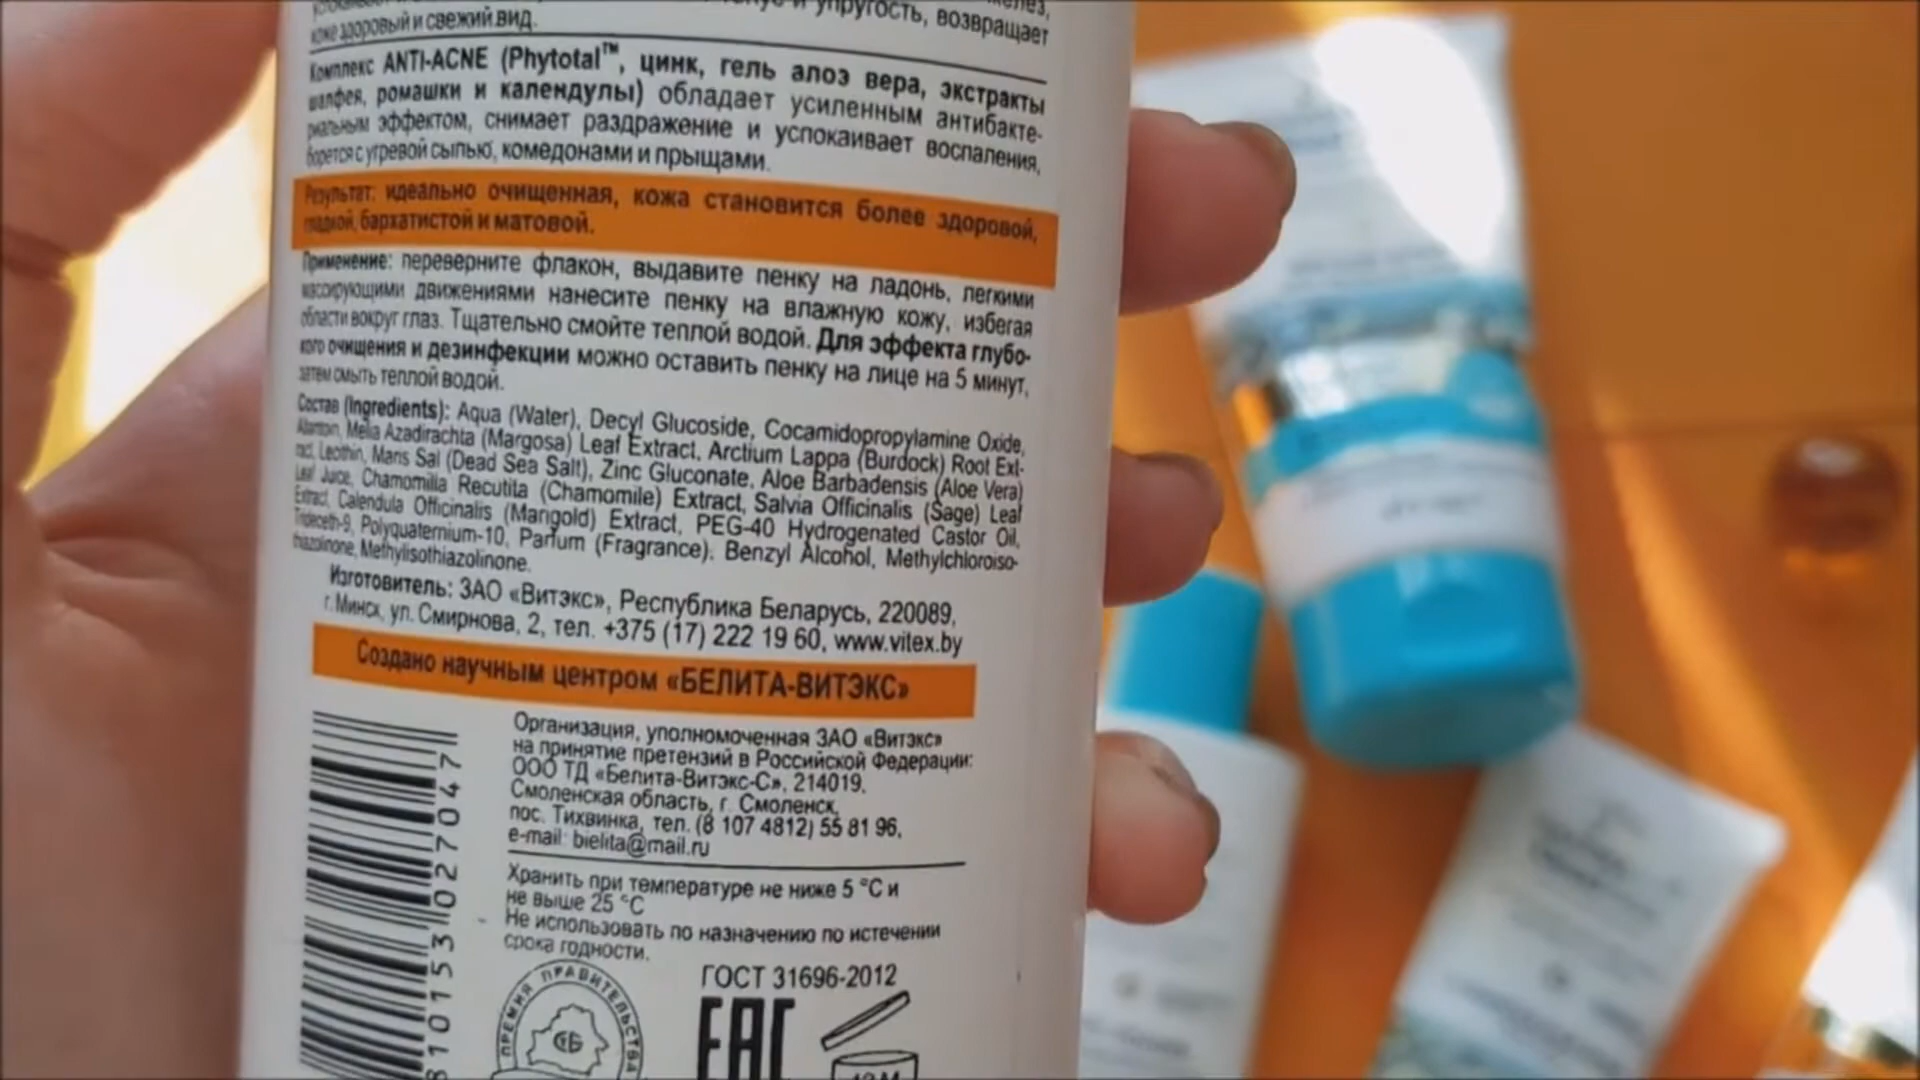 упругость, возвращает
коже здоровый и свежий вид.
Комплекс ANTI-ACNE (Phytotal™, цинк, гель алоэ вера, экстракты
шалфея, ромашки и календулы) обладает усиленным антибакте-
риальным эффектом, снимает раздражение и успокаивает воспаления,
борется с угревой сыпью, комедонами и прыщами.
Результат: идеально очищенная, кожа становится более здоровой,
гладкой, бархатистой и матовой.
Применение: переверните флакон, выдавите пенку на ладонь, легкими
массирующими движениями нанесите пенку на влажную кожу, избегая
области вокруг глаз. Тщательно смойте теплой водой. Для эффекта глубо-
кого очищения и дезинфекции можно оставить пенку на лице на 5 минут,
затем смыть теплой водой.
Состав (Ingredients): Aqua (Water), Decyl Glucoside, Cocamidopropylamine Oxide,
Allantoin, Melia Azadirachta (Margosa) Leaf Extract, Arctium Lappa (Burdock) Root Ext-
ract, Lecithin, Maris Sal (Dead Sea Salt), Zinc Gluconate, Aloe Barbadensis (Aloe Vera)
Leaf Juice, Chamomilla Recutita (Chamomile) Extract, Salvia Officinalis (Sage) Leaf
Extract, Calendula Officinalis (Marigold) Extract, PEG-40 Hydrogenated Castor Oil,
Trideceth-9, Polyquaternium-10, Parfum (Fragrance), Benzyl Alcohol, Methylchloroiso-
thiazolinone, Methylisothiazolinone.
Изготовитель: ЗАО «Витэкс», Республика Беларусь, 220089,
г. Минск, ул. Смирнова, 2, тел. +375 (17) 222 19 60, www.vitex.by
Создано научным центром «БЕЛИТА-ВИТЭКС»
Организация, уполномоченная ЗАО «Витэкс»
на принятие претензий в Российской Федерации:
ООО ТД «Белита-Витэкс-С», 214019,
Смоленская область, г. Смоленск,
пос. Тихвинка, тел. (8 107 4812) 55 81 96,
e-mail: bielita@mail.ru
Хранить при температуре не ниже 5 °C и
не выше 25 °C
Не использовать по назначению по истечении
срока годности.
810153 027047
ПРЕМИЯ ПРАВИТЕЛЬСТВА
СБ
ГОСТ 31696-2012
EAC
12 M